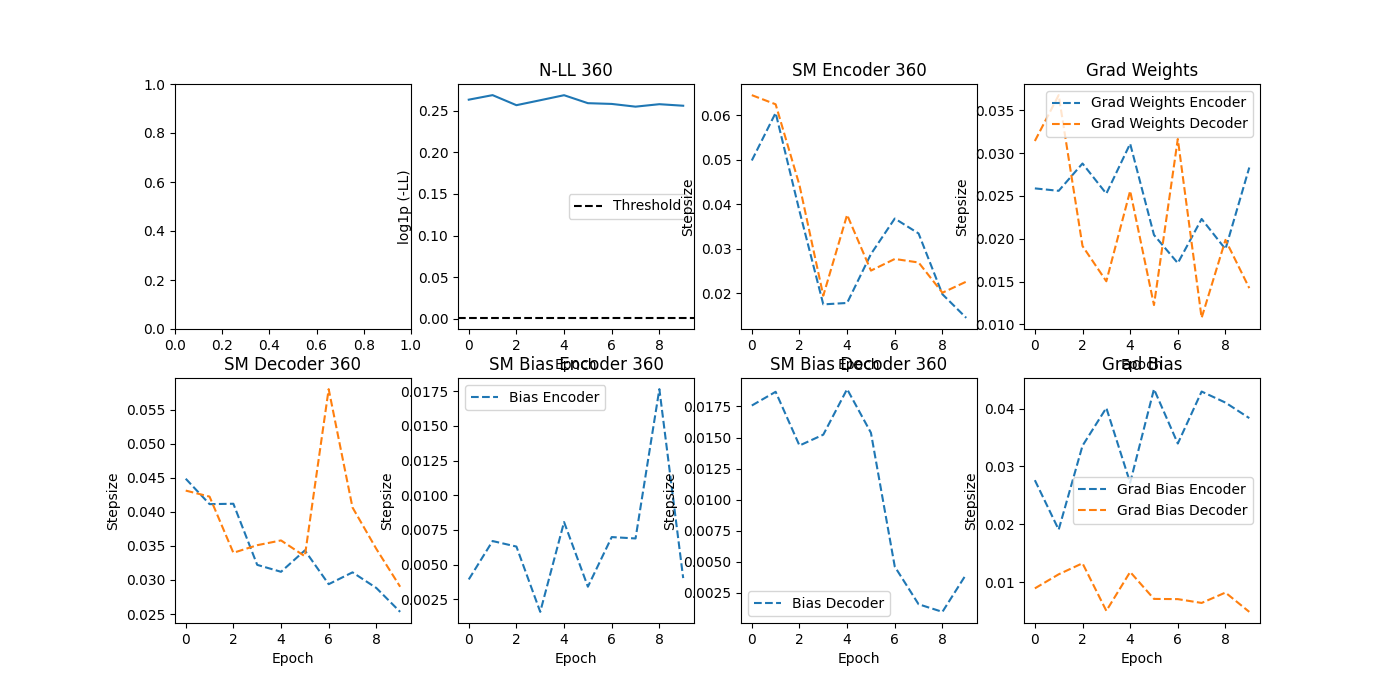 N-LL 360
SM Encoder 360
Grad Weights
1.0
0.8
0.6
0.4
0.2
0.0
0.0 0.2 0.4 0.6 0.8 1.0
log1p (-LL)
0.25
0.20
0.15
0.10
0.05
0.00
Threshold
0 2 4 6 8
Epoch
Stepsize
0.06
0.05
0.04
0.03
0.02
0 2 4 6 8
Epoch
Stepsize
0.035
0.030
0.025
0.020
0.015
0.010
Grad Weights Encoder
Grad Weights Decoder
0 2 4 6 8
Epoch
SM Decoder 360
SM Bias Encoder 360
SM Bias Decoder 360
Grad Bias
Stepsize
0.055
0.050
0.045
0.040
0.035
0.030
0.025
0 2 4 6 8
Epoch
Stepsize
0.0175
0.0150
0.0125
0.0100
0.0075
0.0050
0.0025
Bias Encoder
0 2 4 6 8
Epoch
Stepsize
0.0175
0.0150
0.0125
0.0100
0.0075
0.0050
0.0025
Bias Decoder
0 2 4 6 8
Epoch
Stepsize
0.04
0.03
0.02
0.01
Grad Bias Encoder
Grad Bias Decoder
0 2 4 6 8
Epoch